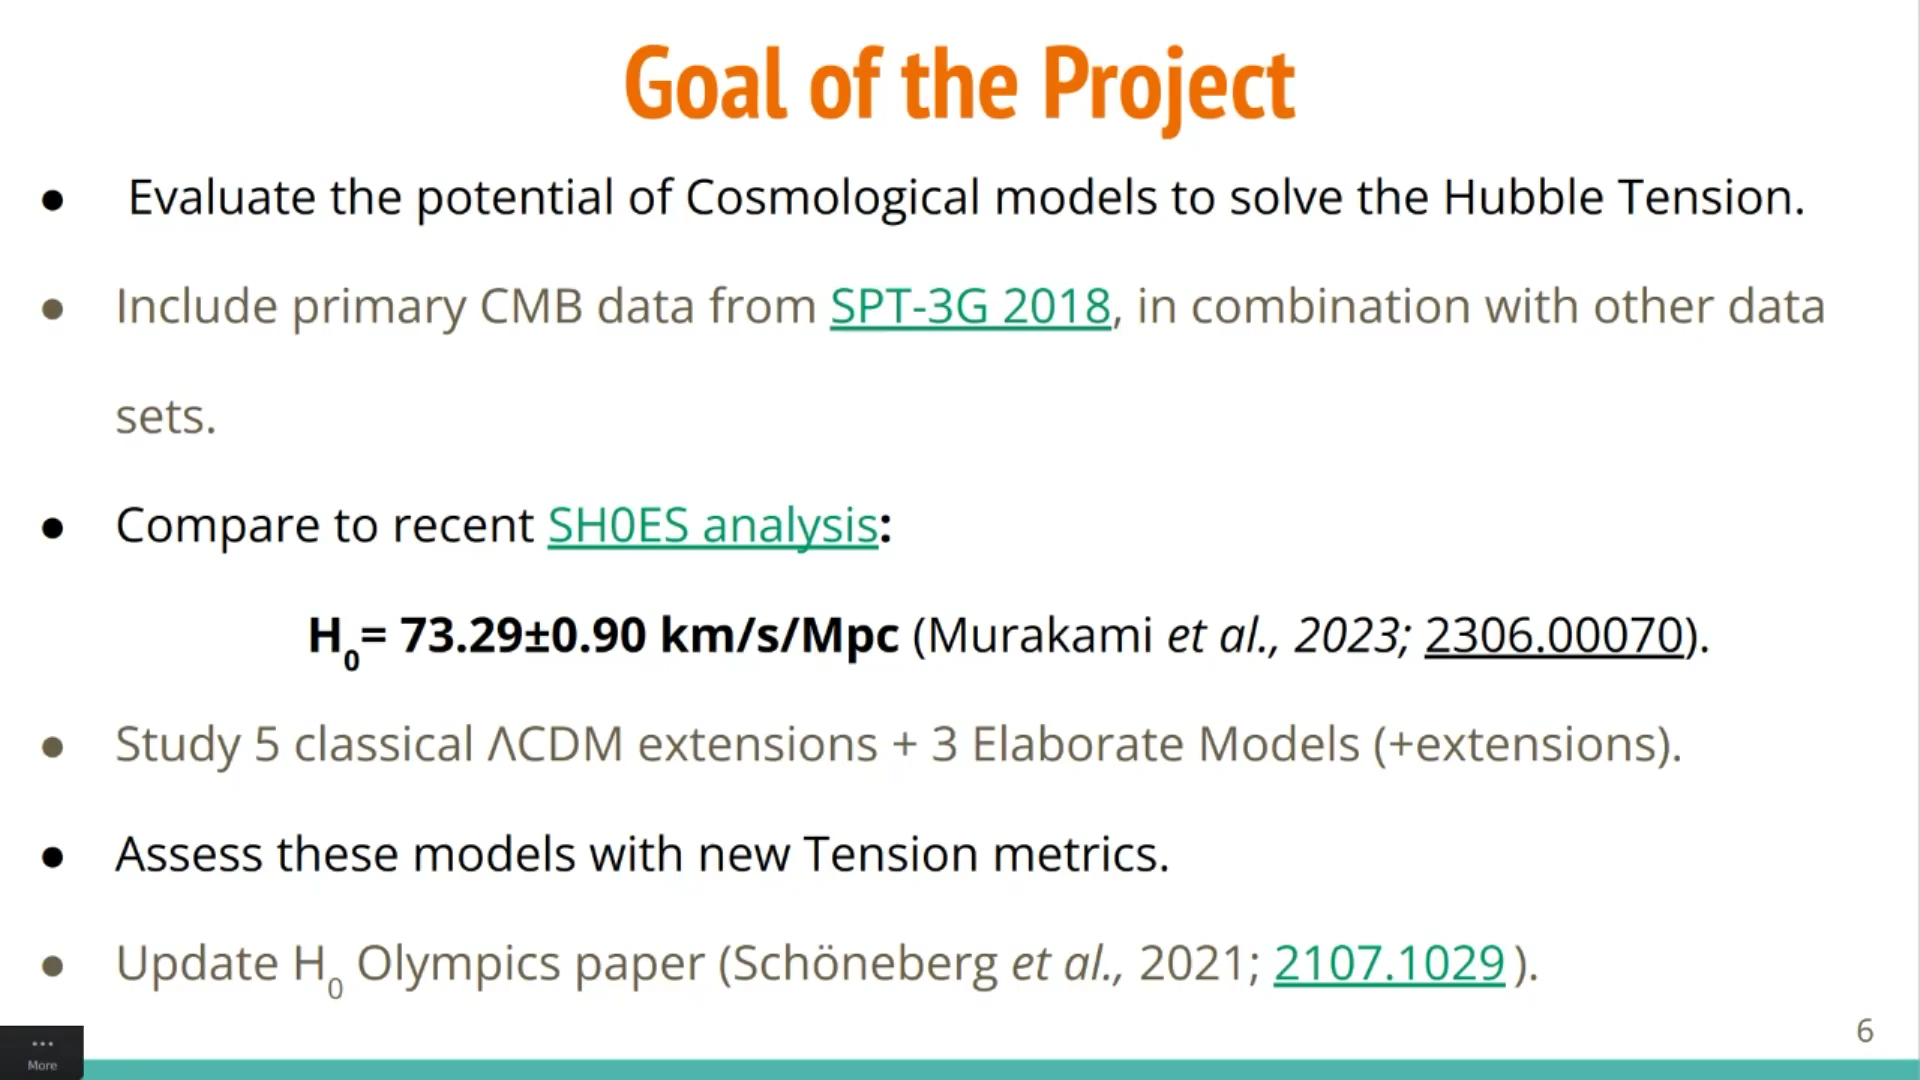 Goal of the Project
● Evaluate the potential of Cosmological models to solve the Hubble Tension.
● Include primary CMB data from SPT-3G 2018, in combination with other data
sets.
● Compare to recent SH0ES analysis:
H0= 73.29±0.90 km/s/Mpc (Murakami et al., 2023; 2306.00070).
● Study 5 classical ΛCDM extensions + 3 Elaborate Models (+extensions).
● Assess these models with new Tension metrics.
● Update H0 Olympics paper (Schöneberg et al., 2021; 2107.1029 ).
6
More